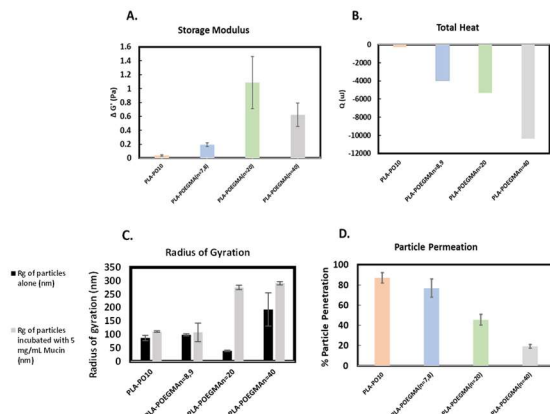 A.
Storage Modulus
Δ G' (Pa)
1.6
1.4
1.2
1
0.8
0.6
0.4
0.2
0
PLA-PO10
PLA-POEGMA(n=7,8)
PLA-POEGMA(n=20)
PLA-POEGMA(n=40)
B.
Total Heat
Q (uJ)
0
-2000
-4000
-6000
-8000
-10000
-12000
PLA-PO10
PLA-POEGMAn=8,9
PLA-POEGMAn=20
PLA-POEGMAn=40
Rg of particles
alone (nm)
Rg of particles
incubated with 5
mg/mL Mucin
(nm)
C.
Radius of Gyration
Radius of gyration (nm)
350
300
250
200
150
100
50
0
PLA-PO10
PLA-POEGMAn=8,9
PLA-POEGMAn=20
PLA-POEGMAn=40
D.
Particle Permeation
% Particle Penetration
100
80
60
40
20
0
PLA-PO10
PLA-POEGMA(n=7,8)
PLA-POEGMA(n=20)
PLA-POEGMA(n=40)